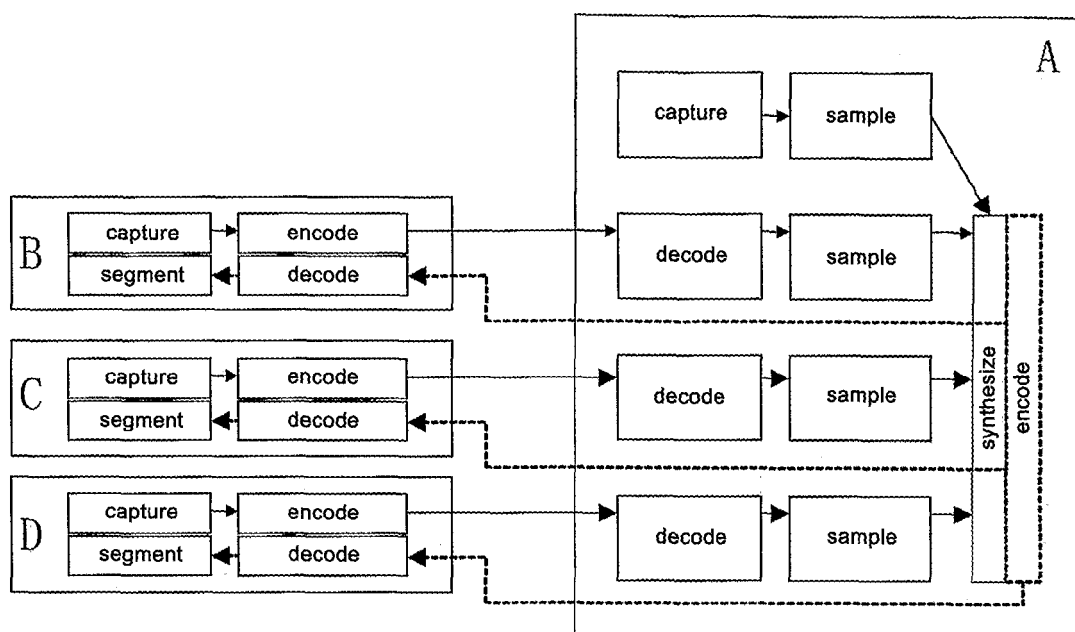 A
capture
sample
B
capture
encode
segment
decode
decode
sample
C
capture
encode
segment
decode
decode
sample
D
capture
encode
segment
decode
decode
sample
synthesize
encode